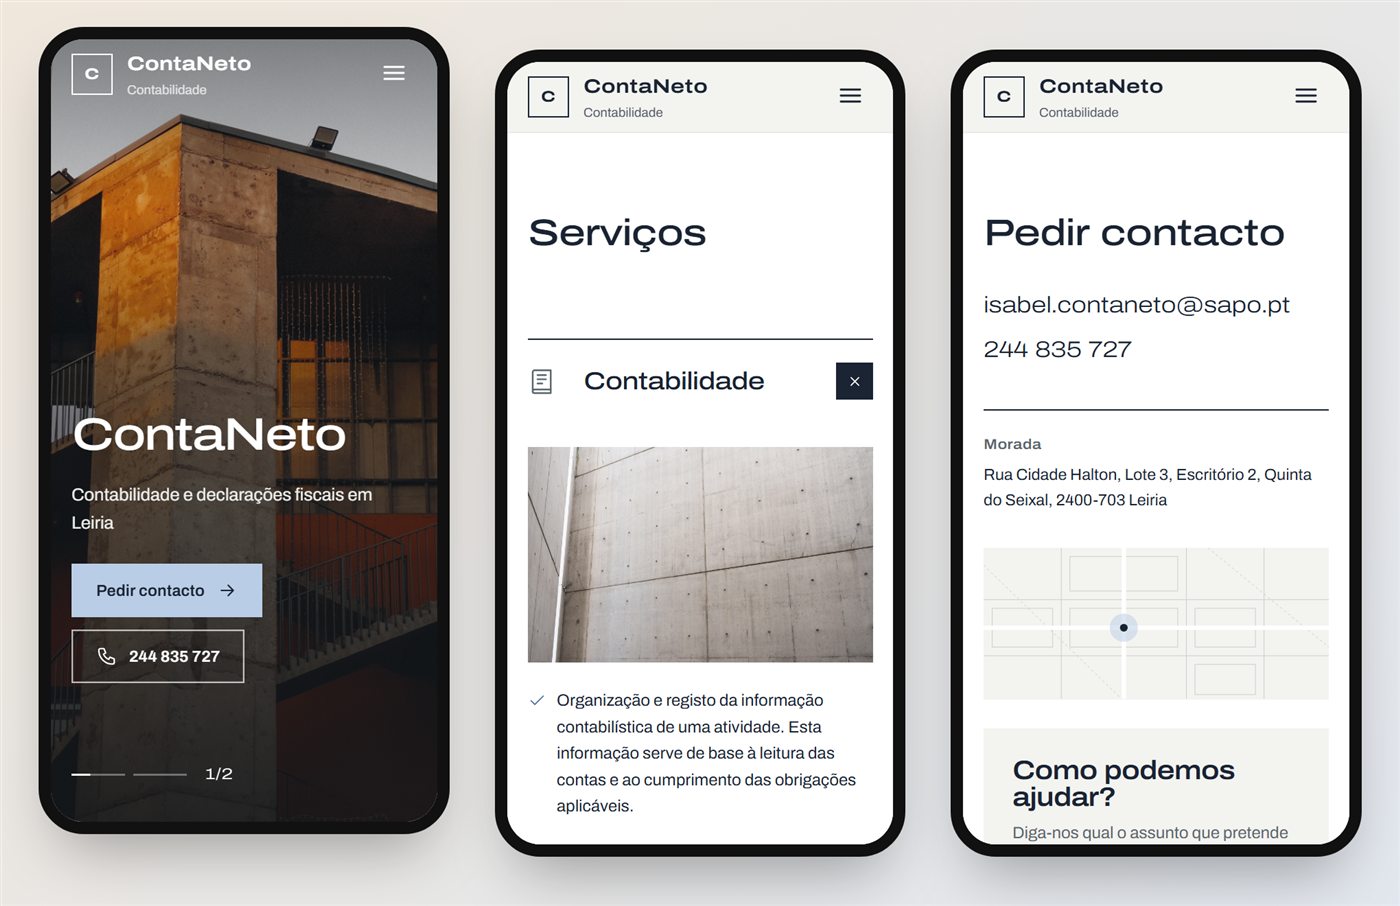 C
ContaNeto
Contabilidade
ContaNeto
Contabilidade e declarações fiscais em
Leiria
Pedir contacto
244 835 727
1/2
C
ContaNeto
Contabilidade
Serviços
Contabilidade
Organização e registo da informação
contabilística de uma atividade. Esta
informação serve de base à leitura das
contas e ao cumprimento das obrigações
aplicáveis.
C
ContaNeto
Contabilidade
Pedir contacto
isabel.contaneto@sapo.pt
244 835 727
Morada
Rua Cidade Halton, Lote 3, Escritório 2, Quinta
do Seixal, 2400-703 Leiria
Como podemos
ajudar?
Diga-nos qual o assunto que pretende